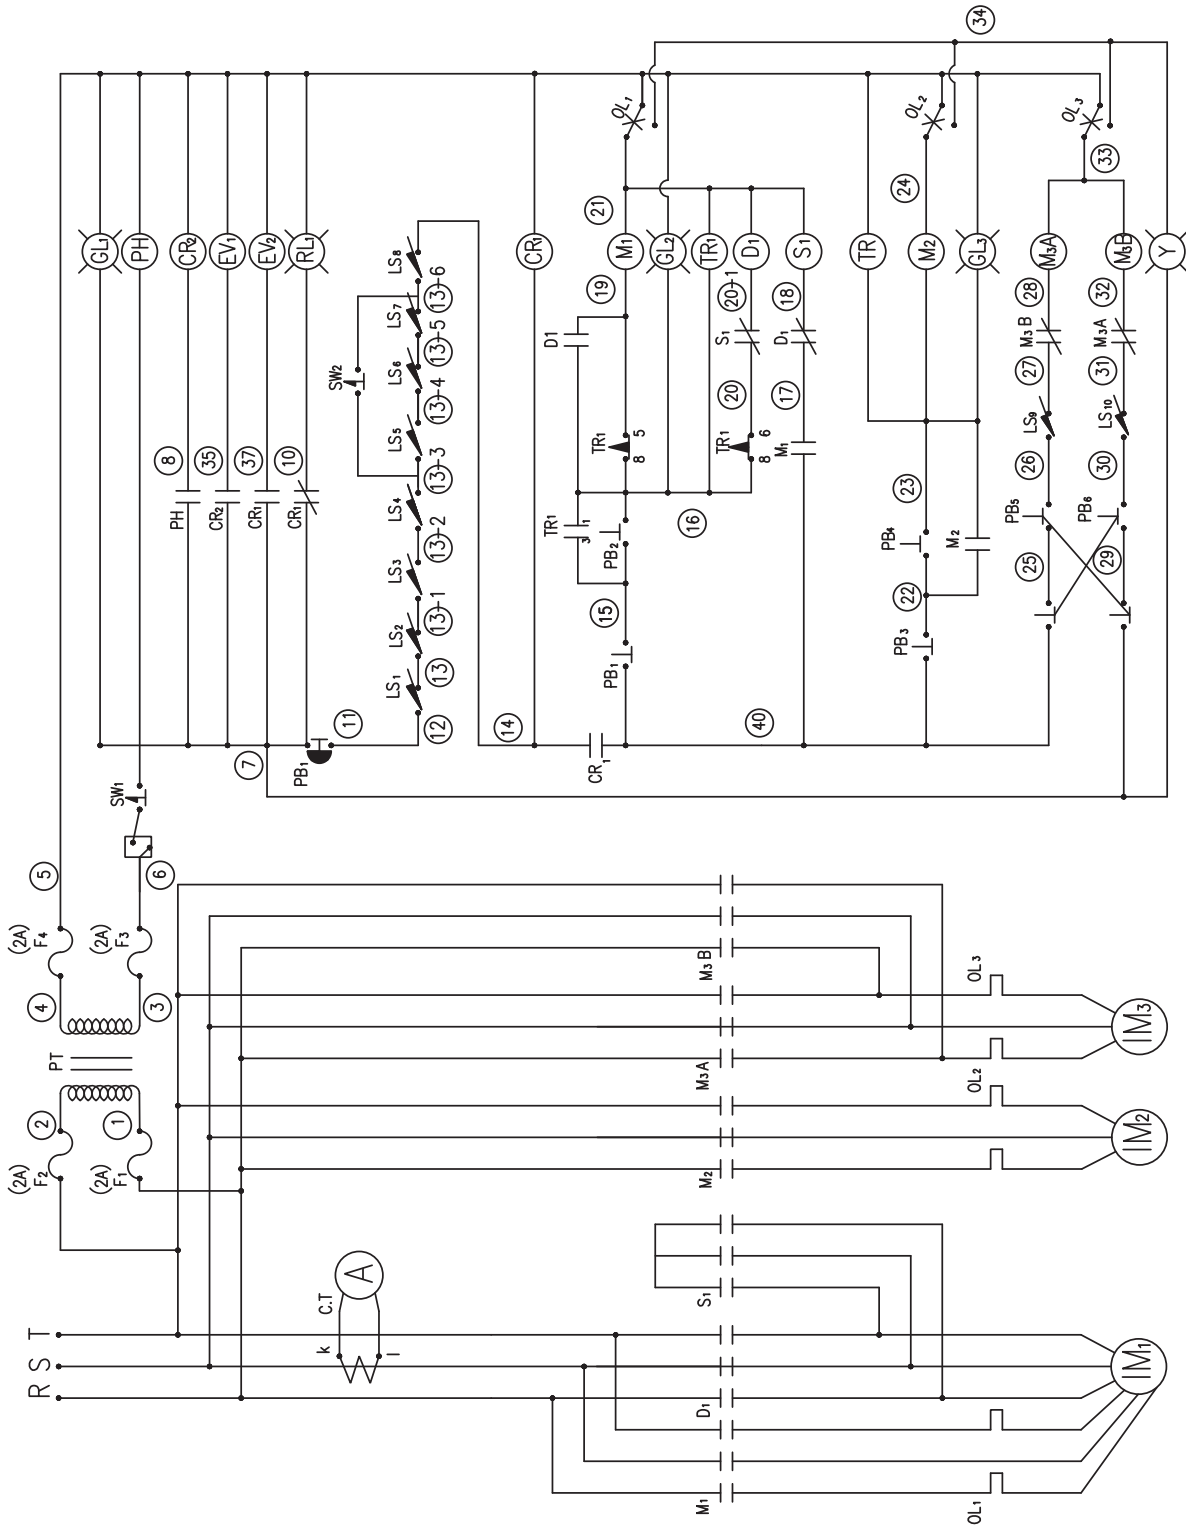 R S T
(2A)
F2
2
(2A)
F1
1
PT
4
3
(2A)
F4
(2A)
F3
5
6
SW1
7
GL1
PH
8
PH
CR2
35
CR2
EV1
37
CR1
EV2
10
CR1
RL1
PB1
11
12
LS1
13
LS2
13-1
LS3
13-2
LS4
13-3
LS5
13-4
LS6
13-5
LS7
13-6
LS8
SW2
14
CR1
CR1
PB1
15
PB2
TR1
3 1
16
TR1
8 5
D1
19
M1
21
OL1
GL2
TR1
TR1
8 6
20
S1
20-1
D1
40
M1
17
D1
18
S1
TR
PB3
22
PB4
23
M2
24
OL2
M2
GL3
25
PB5
26
LS9
27
M3B
28
M3A
33
OL3
29
PB6
30
LS10
31
M3A
32
M3B
34
Y
k
C.T
A
l
M1
D1
S1
OL1
IM1
M2
OL2
IM2
M3A
M3B
OL3
IM3